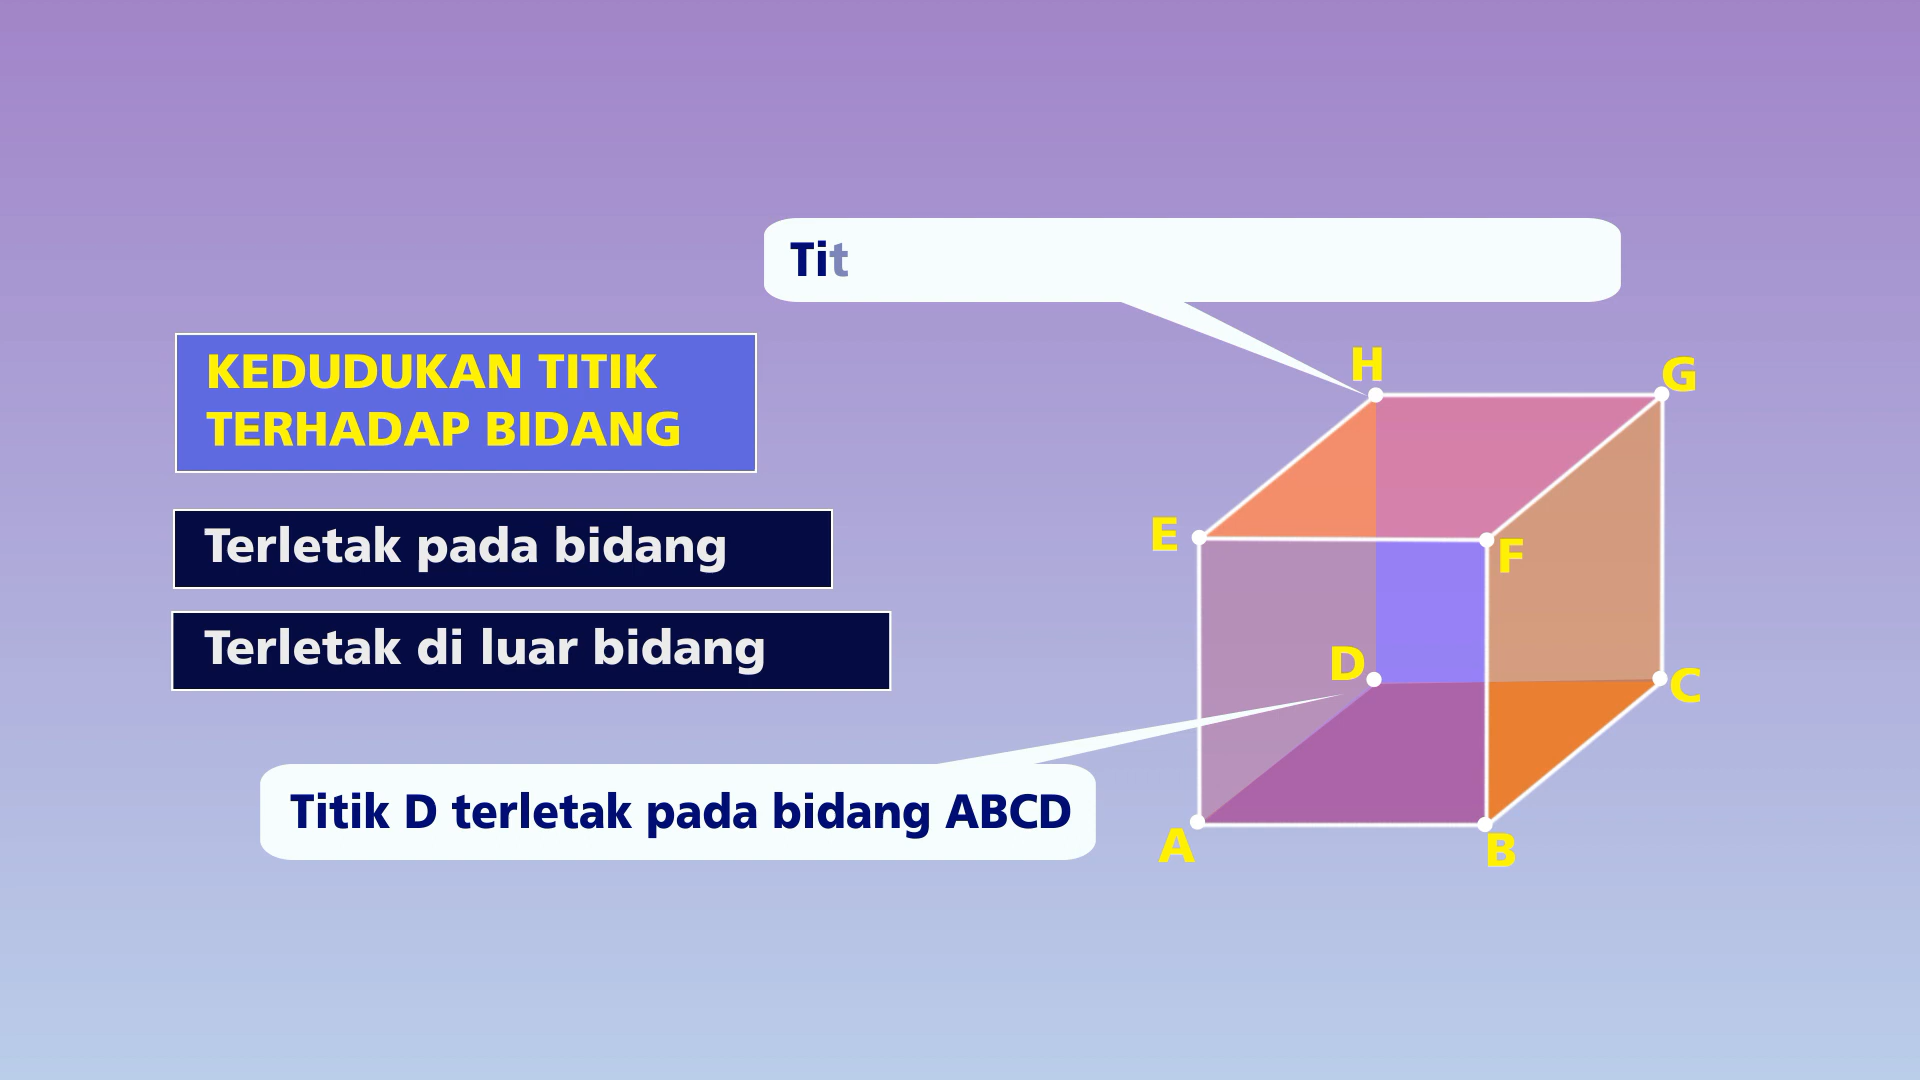 Tit
KEDUDUKAN TITIK
TERHADAP BIDANG
Terletak pada bidang
Terletak di luar bidang
Titik D terletak pada bidang ABCD
H
G
E
F
D
C
A
B